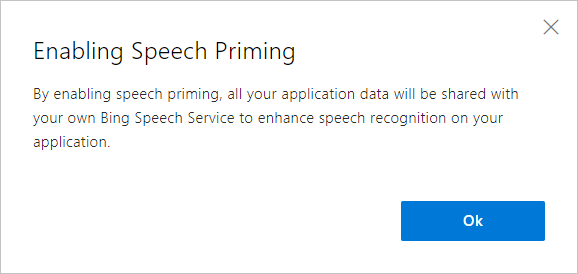 Enabling Speech Priming
By enabling speech priming, all your application data will be shared with
your own Bing Speech Service to enhance speech recognition on your
application.
Ok